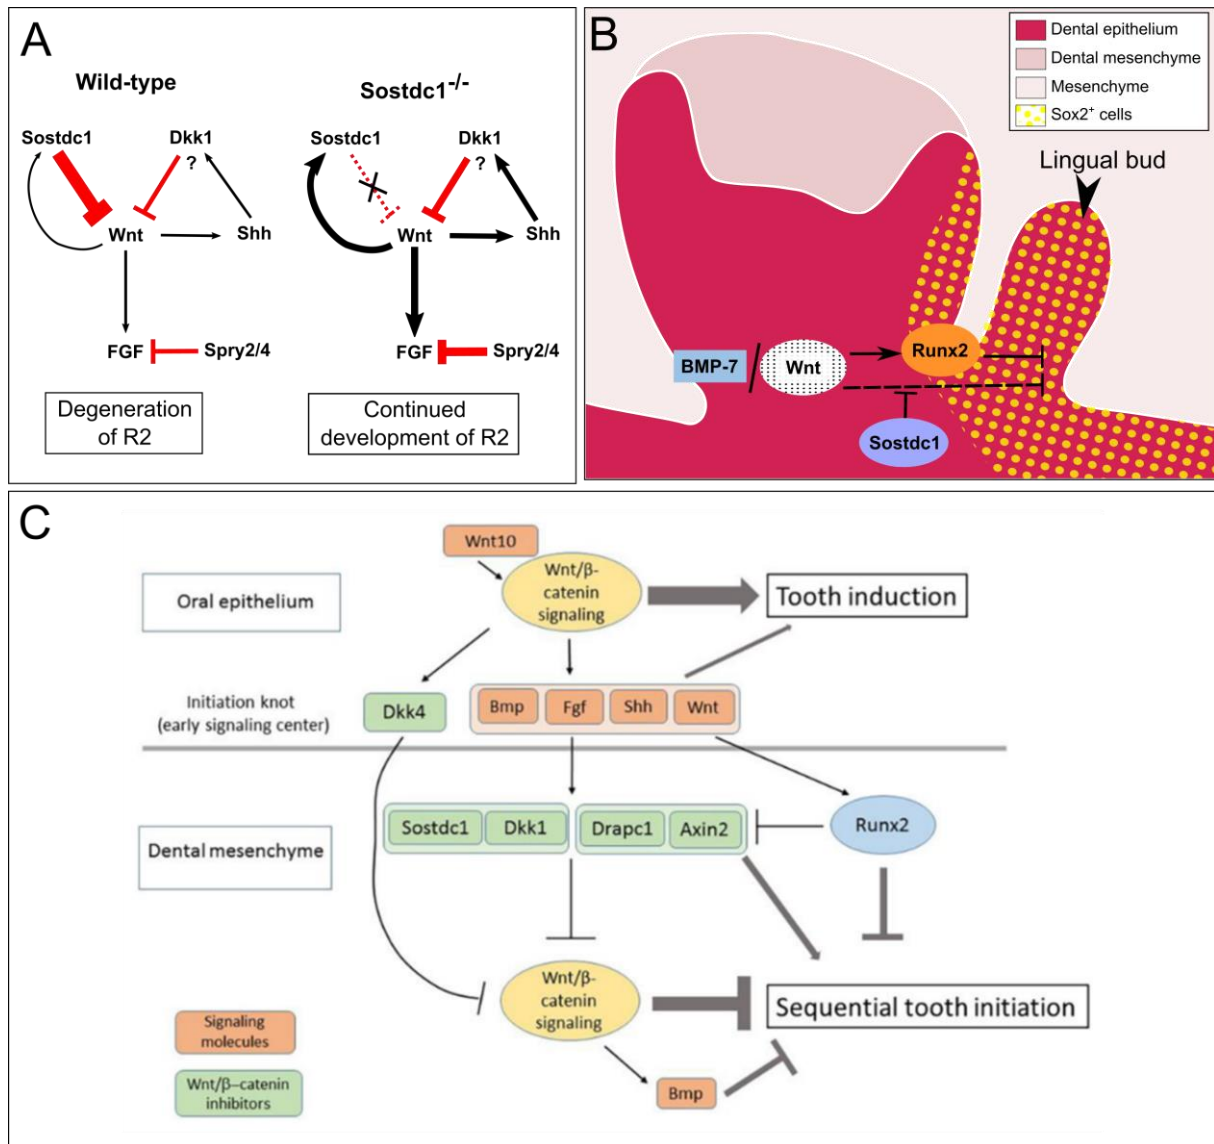 A
Wild-type
Sostdc1-/-
Sostdc1
Dkk1
?
Wnt
Shh
FGF
Spry2/4
Degeneration
of R2
Sostdc1
Dkk1
?
Wnt
Shh
FGF
Spry2/4
Continued
development of R2
B
Dental epithelium
Dental mesenchyme
Mesenchyme
Sox2+ cells
Lingual bud
BMP-7
Wnt
Runx2
Sostdc1
C
Wnt10
Wnt/β-
catenin
signaling
Oral epithelium
Tooth induction
Initiation knot
(early signaling center)
Dkk4
Bmp
Fgf
Shh
Wnt
Sostdc1
Dkk1
Drapc1
Axin2
Runx2
Dental mesenchyme
Wnt/β-
catenin
signaling
Sequential tooth initiation
Bmp
Signaling
molecules
Wnt/β–catenin
inhibitors